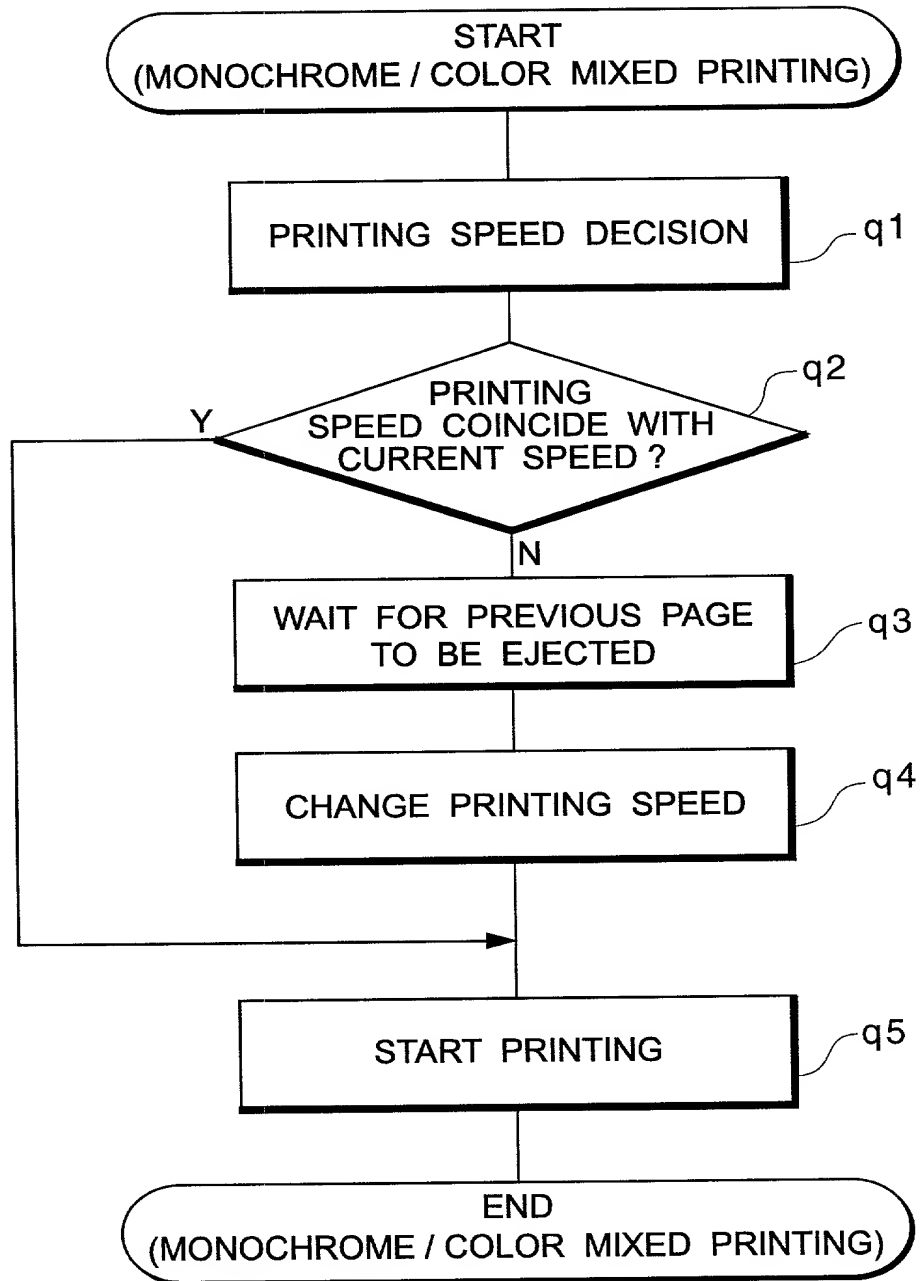 START
(MONOCHROME / COLOR MIXED PRINTING)
PRINTING SPEED DECISION
q1
PRINTING
SPEED COINCIDE WITH
CURRENT SPEED ?
q2
Y
N
WAIT FOR PREVIOUS PAGE
TO BE EJECTED
q3
CHANGE PRINTING SPEED
q4
START PRINTING
q5
END
(MONOCHROME / COLOR MIXED PRINTING)